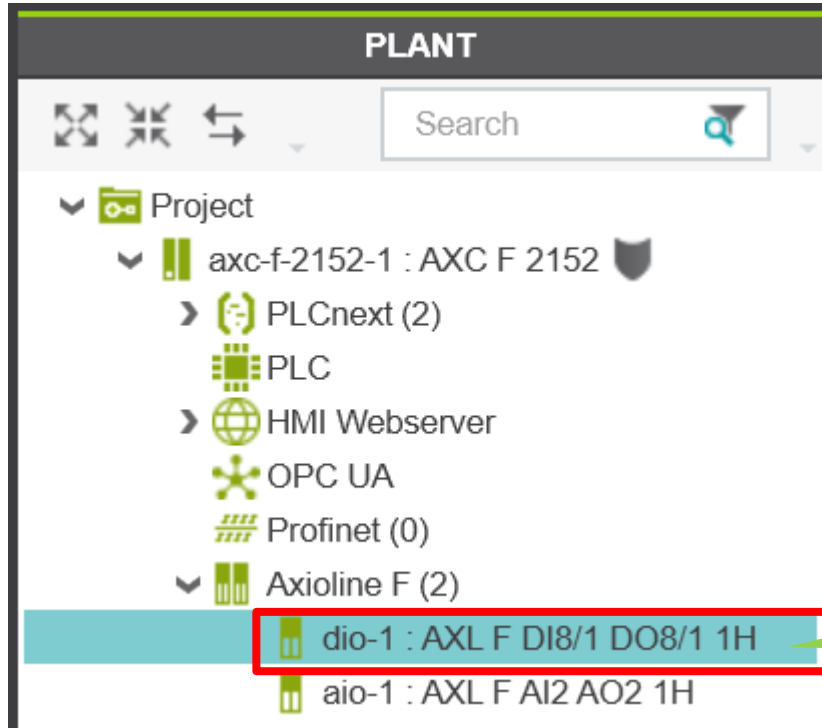 PLANT
Search
Project
axc-f-2152-1 : AXC F 2152
PLCnext (2)
PLC
HMI Webserver
OPC UA
Profinet (0)
Axioline F (2)
dio-1 : AXL F DI8/1 DO8/1 1H
aio-1 : AXL F AI2 AO2 1H